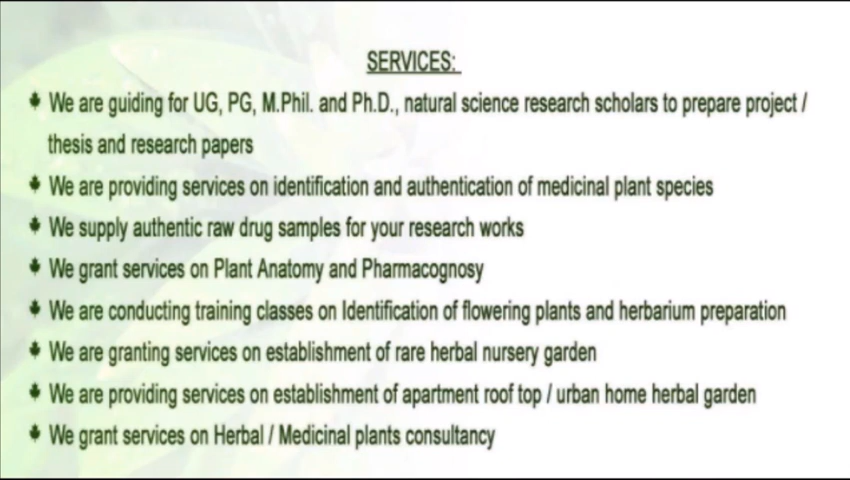 SERVICES:
We are guiding for UG, PG, M.Phil. and Ph.D., natural science research scholars to prepare project /
thesis and research papers
We are providing services on identification and authentication of medicinal plant species
We supply authentic raw drug samples for your research works
We grant services on Plant Anatomy and Pharmacognosy
We are conducting training classes on Identification of flowering plants and herbarium preparation
We are granting services on establishment of rare herbal nursery garden
We are providing services on establishment of apartment roof top / urban home herbal garden
We grant services on Herbal / Medicinal plants consultancy